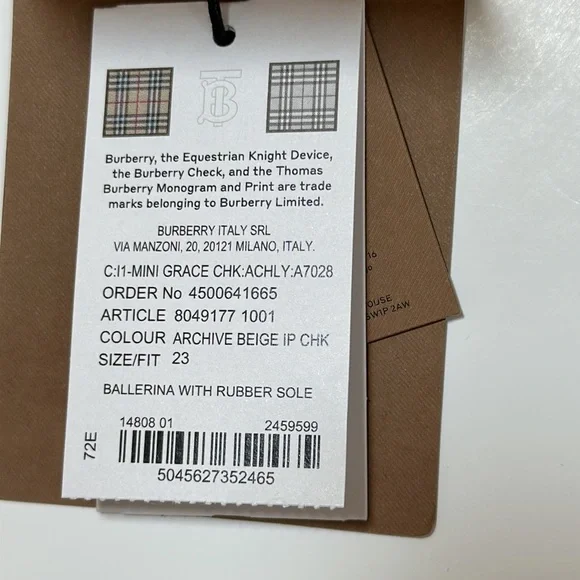 Burberry, the Equestrian Knight Device,
the Burberry Check, and the Thomas
Burberry Monogram and Print are trade
marks belonging to Burberry Limited.
BURBERRY ITALY SRL
VIA MANZONI, 20, 20121 MILANO, ITALY.
C:I1-MINI GRACE CHK:ACHLY:A7028
ORDER No 4500641665
ARTICLE 8049177 1001
COLOUR ARCHIVE BEIGE IP CHK
SIZE/FIT 23
BALLERINA WITH RUBBER SOLE
72E
14808 01 2459599
5045627352465
OUSE
SW1P 2AW